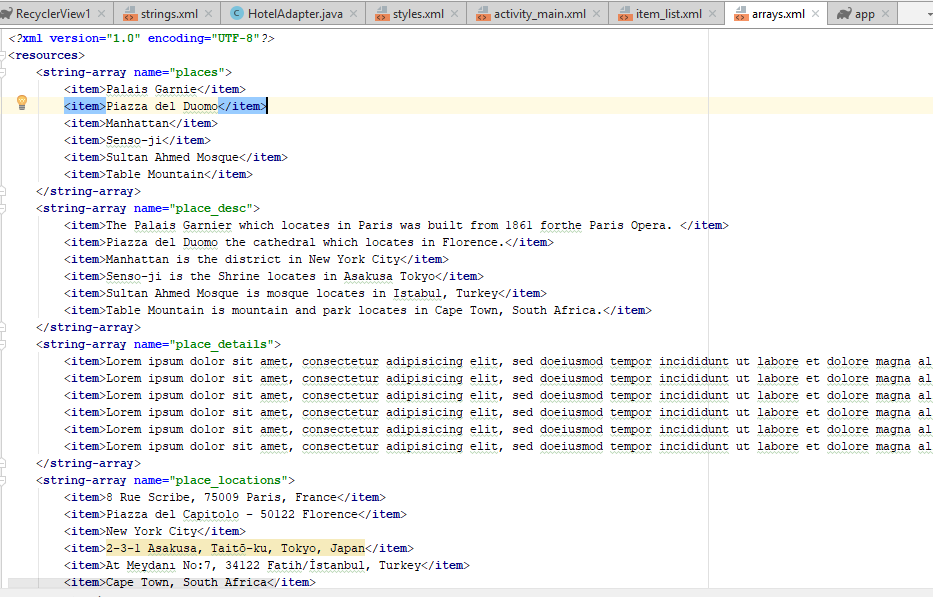 RecyclerView1 strings.xml HotelAdapter.java styles.xml activity_main.xml item_list.xml arrays.xml app
<?xml version="1.0" encoding="UTF-8"?>
<resources>
<string-array name="places">
<item>Palais Garnie</item>
<item>Piazza del Duomo</item>
<item>Manhattan</item>
<item>Senso-ji</item>
<item>Sultan Ahmed Mosque</item>
<item>Table Mountain</item>
</string-array>
<string-array name="place_desc">
<item>The Palais Garnier which locates in Paris was built from 1861 forthe Paris Opera. </item>
<item>Piazza del Duomo the cathedral which locates in Florence.</item>
<item>Manhattan is the district in New York City</item>
<item>Senso-ji is the Shrine locates in Asakusa Tokyo</item>
<item>Sultan Ahmed Mosque is mosque locates in Istabul, Turkey</item>
<item>Table Mountain is mountain and park locates in Cape Town, South Africa.</item>
</string-array>
<string-array name="place_details">
<item>Lorem ipsum dolor sit amet, consectetur adipisicing elit, sed doeiusmod tempor incididunt ut labore et dolore magna al
<item>Lorem ipsum dolor sit amet, consectetur adipisicing elit, sed doeiusmod tempor incididunt ut labore et dolore magna al
<item>Lorem ipsum dolor sit amet, consectetur adipisicing elit, sed doeiusmod tempor incididunt ut labore et dolore magna al
<item>Lorem ipsum dolor sit amet, consectetur adipisicing elit, sed doeiusmod tempor incididunt ut labore et dolore magna al
<item>Lorem ipsum dolor sit amet, consectetur adipisicing elit, sed doeiusmod tempor incididunt ut labore et dolore magna al
<item>Lorem ipsum dolor sit amet, consectetur adipisicing elit, sed doeiusmod tempor incididunt ut labore et dolore magna al
</string-array>
<string-array name="place_locations">
<item>8 Rue Scribe, 75009 Paris, France</item>
<item>Piazza del Capitolo - 50122 Florence</item>
<item>New York City</item>
<item>2-3-1 Asakusa, Taitō-ku, Tokyo, Japan</item>
<item>At Meydanı No:7, 34122 Fatih/İstanbul, Turkey</item>
<item>Cape Town, South Africa</item>